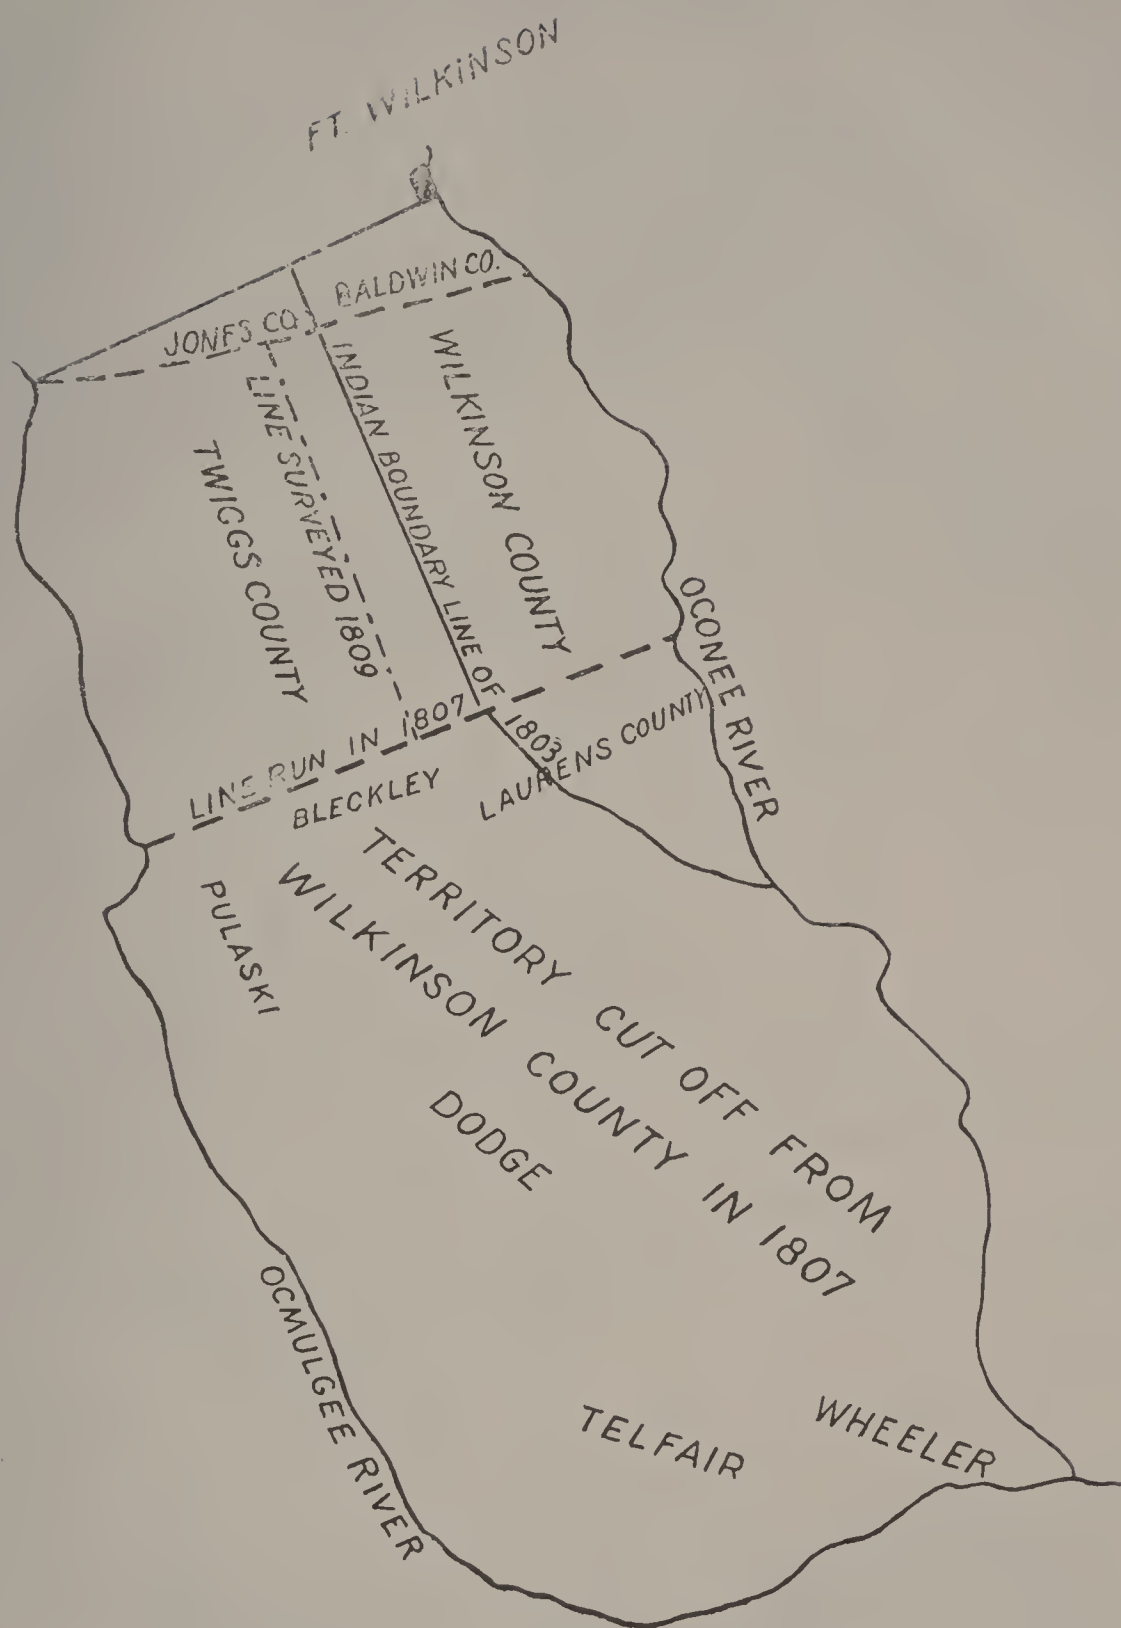 FT. WILKINSON
BALDWIN CO.
JONES CO
WILKINSON COUNTY
INDIAN BOUNDARY LINE OF 1803
LINE SURVEYED 1809
TWIGGS COUNTY
OCONEE RIVER
LINE RUN IN 1807
LAURENS COUNTY
BLECKLEY
TERRITORY CUT OFF FROM
WILKINSON COUNTY IN 1807
PULASKI
DODGE
OCMULGEE RIVER
TELFAIR
WHEELER